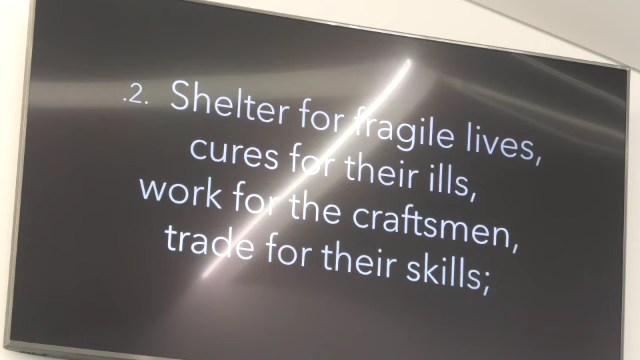 .2. Shelter for fragile lives,
cures for their ills,
work for the craftsmen,
trade for their skills;